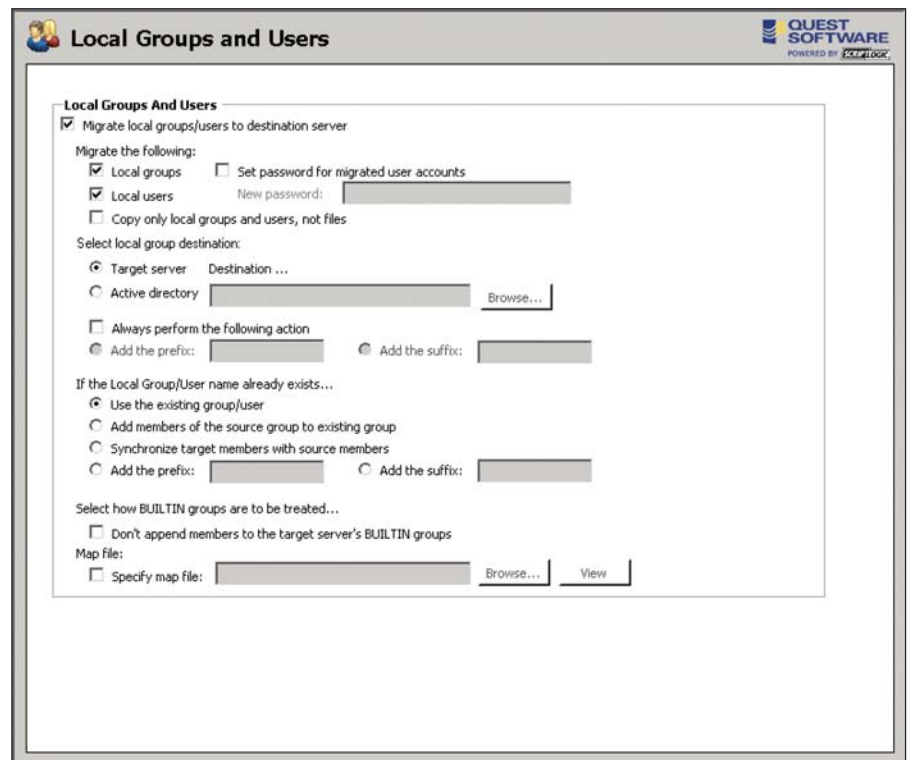 Local Groups and Users
QUEST
SOFTWARE
POWERED BY SCRIPTLOGIC
Local Groups And Users
Migrate local groups/users to destination server
Migrate the following:
Local groups Set password for migrated user accounts
Local users New password:
Copy only local groups and users, not files
Select local group destination:
Target server Destination ...
Active directory Browse...
Always perform the following action
Add the prefix: Add the suffix:
If the Local Group/User name already exists...
Use the existing group/user
Add members of the source group to existing group
Synchronize target members with source members
Add the prefix: Add the suffix:
Select how BUILTIN groups are to be treated...
Don't append members to the target server's BUILTIN groups
Map file:
Specify map file: Browse... View